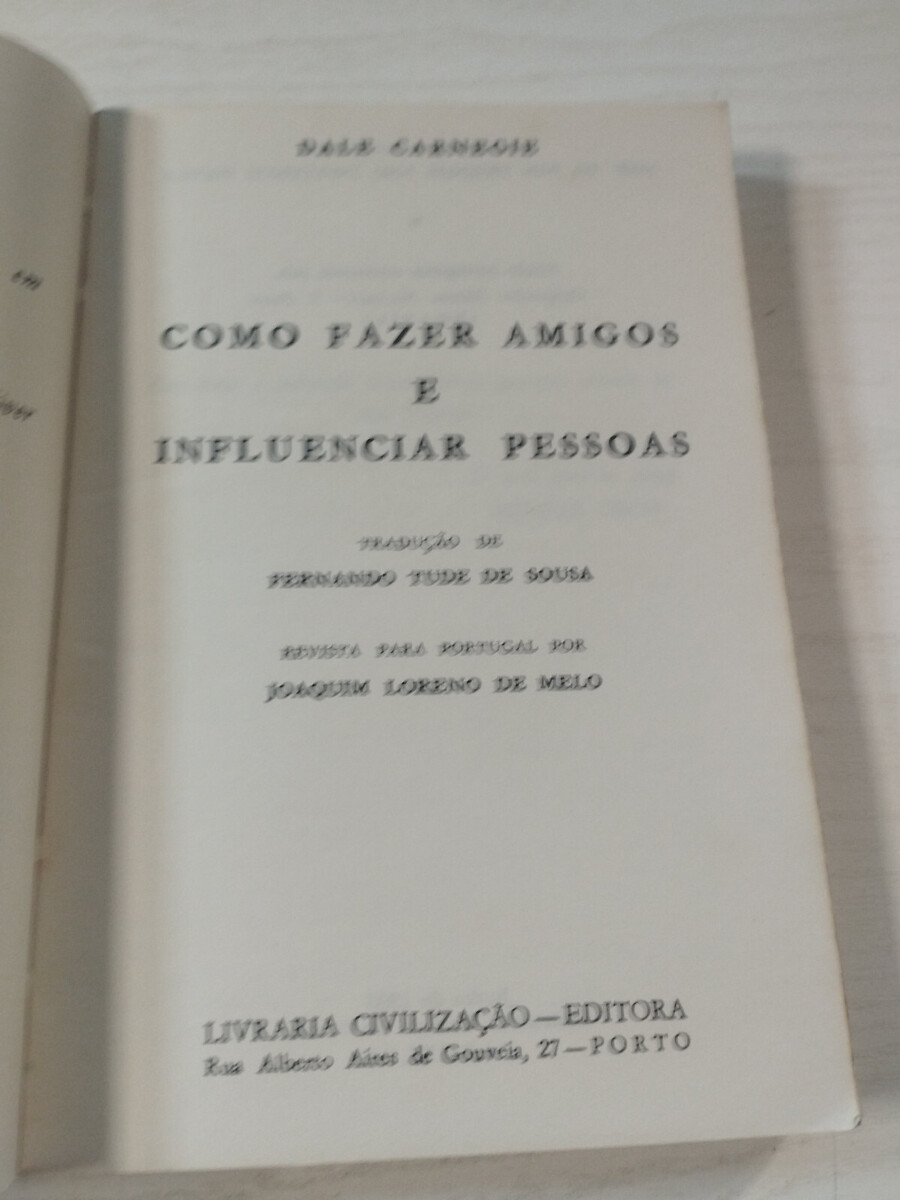 DALE CARNEGIE
COMO FAZER AMIGOS
E
INFLUENCIAR PESSOAS
TRADUÇÃO DE
FERNANDO TUDE DE SOUSA
REVISTA PARA PORTUGAL POR
JOAQUIM LORENO DE MELO
LIVRARIA CIVILIZAÇÃO—EDITORA
Rua Alberto Aires de Gouveia, 27—PORTO
em